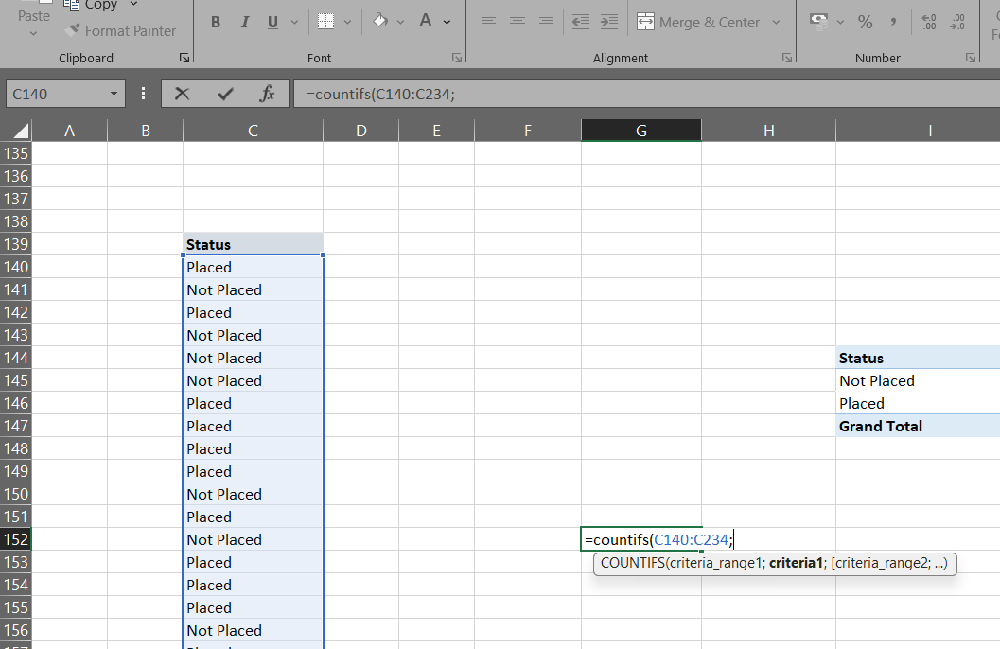 Copy
Paste
Format Painter
Clipboard
B I U A
Font
Merge & Center
Alignment
% ,
.00
.00
Number
C140 fx =countifs(C140:C234;
A B C D E F G H I
135
136
137
138
139 Status
140 Placed
141 Not Placed
142 Placed
143 Not Placed
144 Not Placed Status
145 Not Placed Not Placed
146 Placed Placed
147 Placed Grand Total
148 Placed
149 Placed
150 Not Placed
151 Placed
152 Not Placed =countifs(C140:C234;
153 Placed COUNTIFS(criteria_range1; criteria1; [criteria_range2; ...)
154 Placed
155 Placed
156 Not Placed